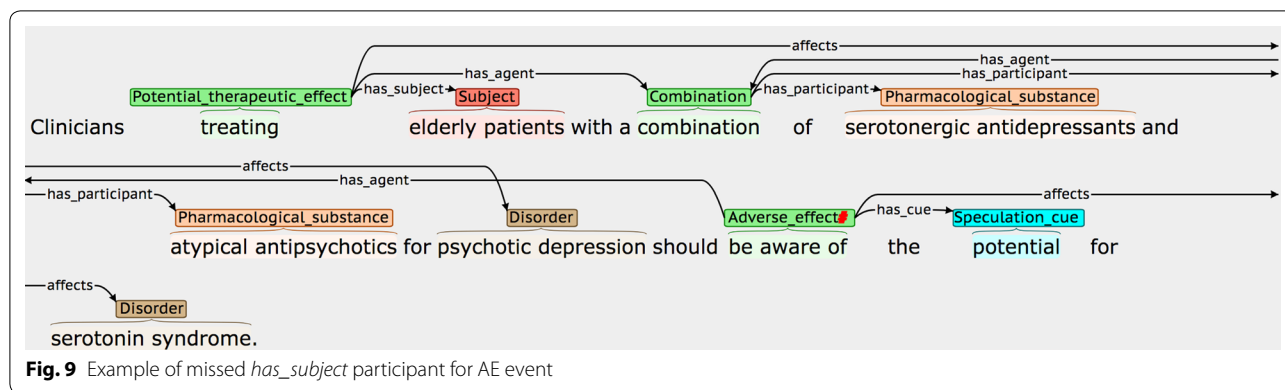 affects
has_agent
has_agent has_participant
Potential_therapeutic_effect has_subject Subject Combination has_participant Pharmacological_substance
Clinicians treating elderly patients with a combination of serotonergic antidepressants and
affects
has_agent
has_participant affects
Pharmacological_substance Disorder Adverse_effect# has_cue Speculation_cue
atypical antipsychotics for psychotic depression should be aware of the potential for
affects
Disorder
serotonin syndrome.
Fig. 9 Example of missed has_subject participant for AE event